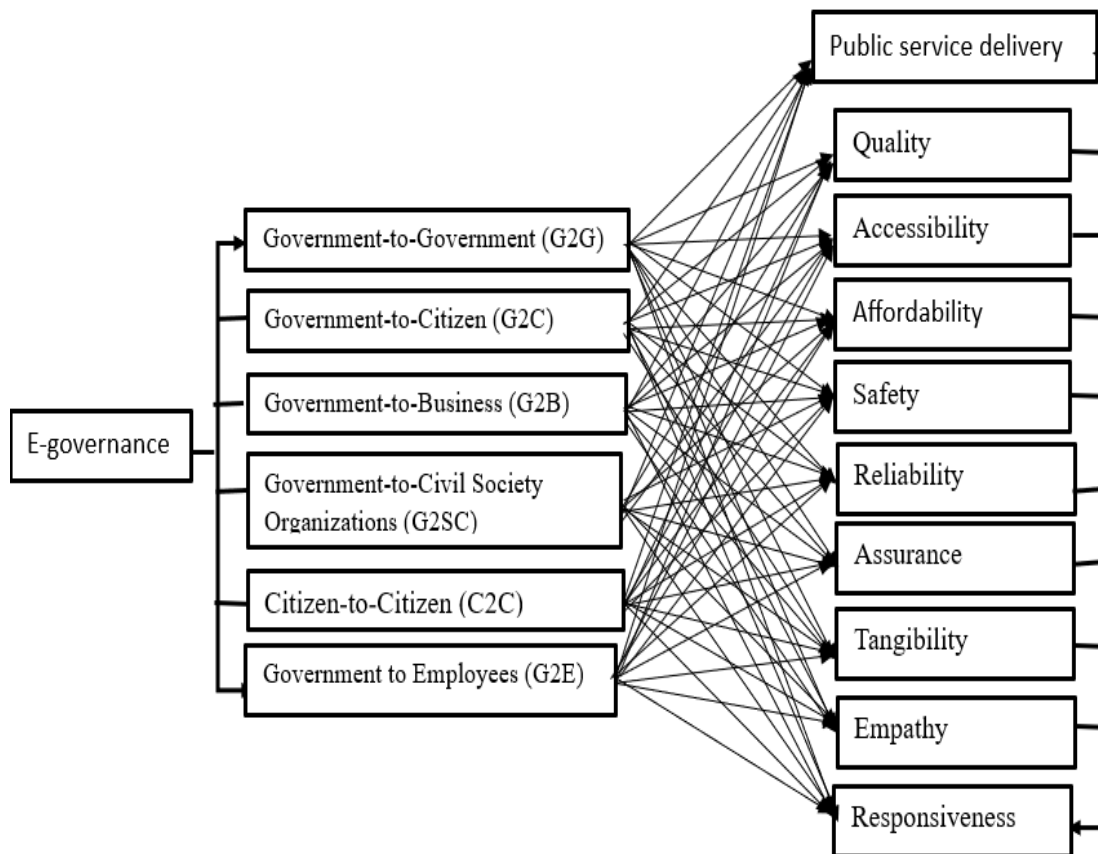 E-governance
Government-to-Government (G2G)
Government-to-Citizen (G2C)
Government-to-Business (G2B)
Government-to-Civil Society
Organizations (G2SC)
Citizen-to-Citizen (C2C)
Government to Employees (G2E)
Public service delivery
Quality
Accessibility
Affordability
Safety
Reliability
Assurance
Tangibility
Empathy
Responsiveness